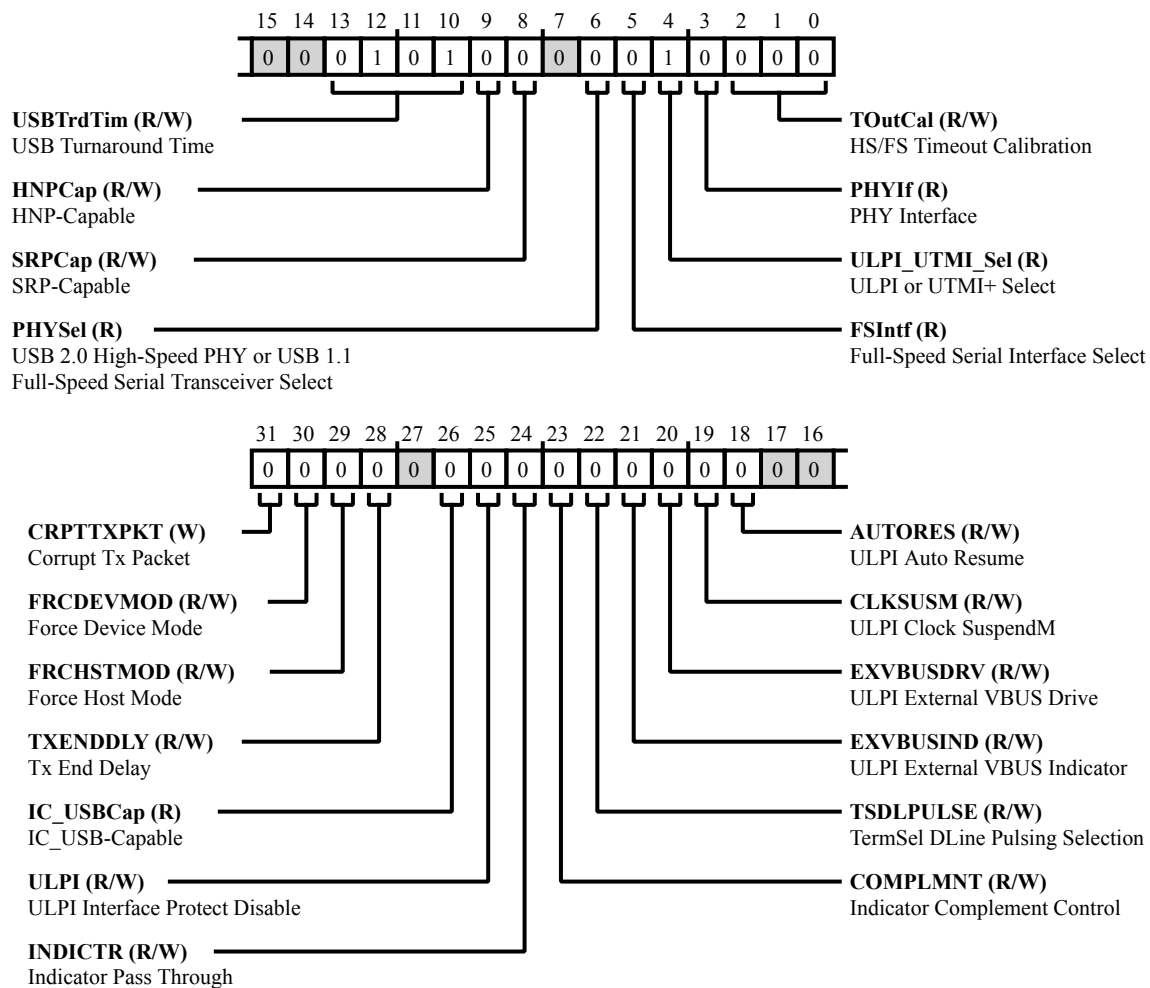 15 14 13 12 11 10 9 8 7 6 5 4 3 2 1 0
0 0 0 1 0 1 0 0 0 0 0 1 0 0 0 0
USBTrdTim (R/W)
USB Turnaround Time
HNPCap (R/W)
HNP-Capable
SRPCap (R/W)
SRP-Capable
PHYSel (R)
USB 2.0 High-Speed PHY or USB 1.1
Full-Speed Serial Transceiver Select
TOutCal (R/W)
HS/FS Timeout Calibration
PHYIf (R)
PHY Interface
ULPI_UTMI_Sel (R)
ULPI or UTMI+ Select
FSIntf (R)
Full-Speed Serial Interface Select
31 30 29 28 27 26 25 24 23 22 21 20 19 18 17 16
0 0 0 0 0 0 0 0 0 0 0 0 0 0 0 0
CRPTTXPKT (W)
Corrupt Tx Packet
FRCDEVMOD (R/W)
Force Device Mode
FRCHSTMOD (R/W)
Force Host Mode
TXENDDLY (R/W)
Tx End Delay
IC_USBCap (R)
IC_USB-Capable
ULPI (R/W)
ULPI Interface Protect Disable
INDICTR (R/W)
Indicator Pass Through
AUTORES (R/W)
ULPI Auto Resume
CLKSUSM (R/W)
ULPI Clock SuspendM
EXVBUSDRV (R/W)
ULPI External VBUS Drive
EXVBUSIND (R/W)
ULPI External VBUS Indicator
TSDLPULSE (R/W)
TermSel DLine Pulsing Selection
COMPLMNT (R/W)
Indicator Complement Control